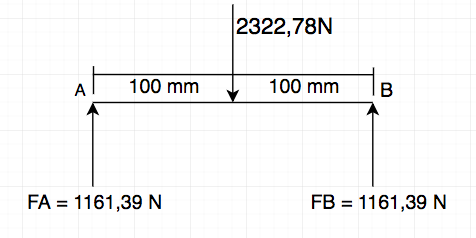 2322,78N
A 100 mm 100 mm B
FA = 1161,39 N FB = 1161,39 N